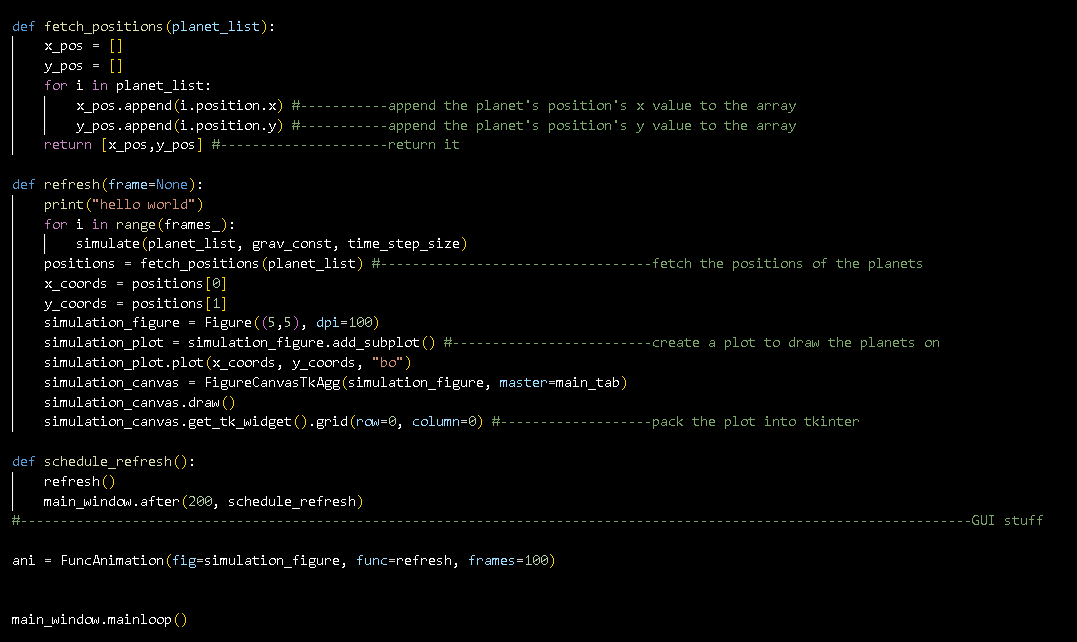 def fetch_positions(planet_list):
    x_pos = []
    y_pos = []
    for i in planet_list:
        x_pos.append(i.position.x) #-----------append the planet's position's x value to the array
        y_pos.append(i.position.y) #-----------append the planet's position's y value to the array
    return [x_pos,y_pos] #---------------------return it
def refresh(frame=None):
    print("hello world")
    for i in range(frames_):
        simulate(planet_list, grav_const, time_step_size)
    positions = fetch_positions(planet_list) #----------------------------------fetch the positions of the planets
    x_coords = positions[0]
    y_coords = positions[1]
    simulation_figure = Figure((5,5), dpi=100)
    simulation_plot = simulation_figure.add_subplot() #-------------------------create a plot to draw the planets on
    simulation_plot.plot(x_coords, y_coords, "bo")
    simulation_canvas = FigureCanvasTkAgg(simulation_figure, master=main_tab)
    simulation_canvas.draw()
    simulation_canvas.get_tk_widget().grid(row=0, column=0) #-------------------pack the plot into tkinter
def schedule_refresh():
    refresh()
    main_window.after(200, schedule_refresh)
#-----------------------------------------------------------------------------------------------------------------------GUI stuff
ani = FuncAnimation(fig=simulation_figure, func=refresh, frames=100)
main_window.mainloop()